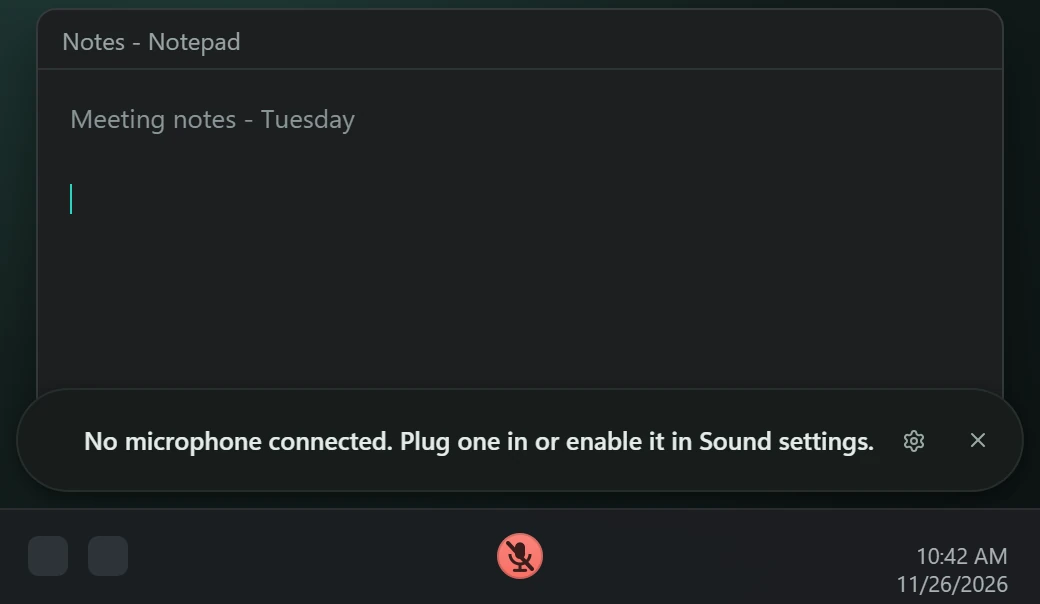 Notes - Notepad
Meeting notes - Tuesday
No microphone connected. Plug one in or enable it in Sound settings.
10:42 AM
11/26/2026